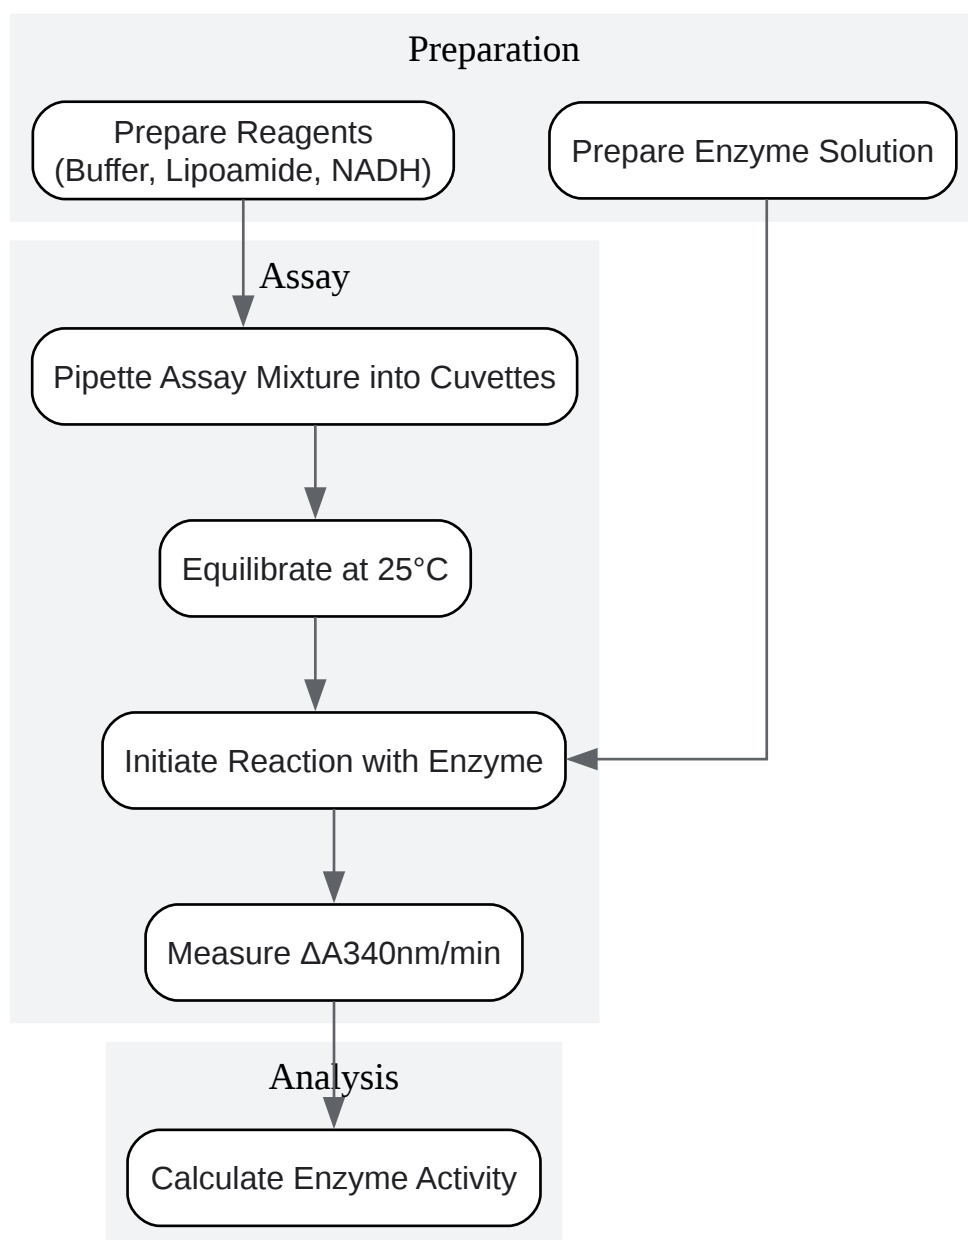 Preparation
Prepare Reagents
(Buffer, Lipoamide, NADH)
Prepare Enzyme Solution
Assay
Pipette Assay Mixture into Cuvettes
Equilibrate at 25°C
Initiate Reaction with Enzyme
Measure ΔA340nm/min
Analysis
Calculate Enzyme Activity